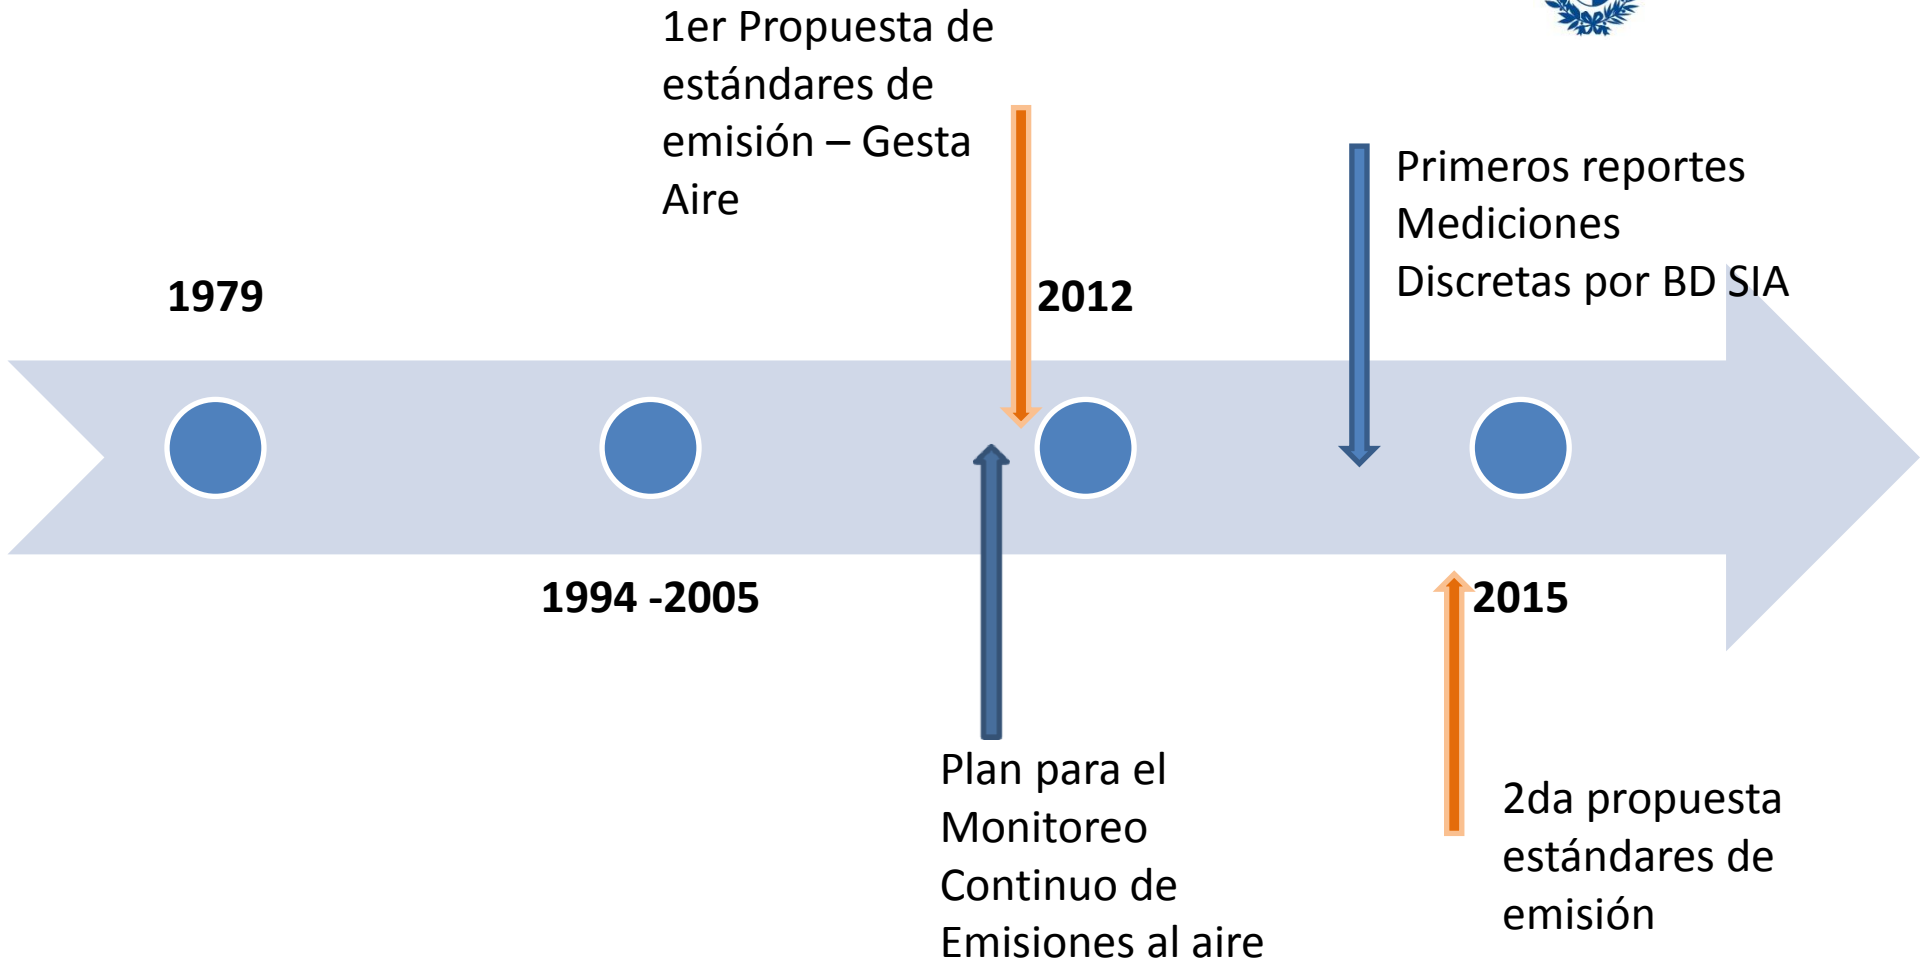 1er Propuesta de
estándares de
emisión – Gesta
Aire
Primeros reportes
Mediciones
Discretas por BD SIA
1979
2012
1994 -2005
2015
Plan para el
Monitoreo
Continuo de
Emisiones al aire
2da propuesta
estándares de
emisión